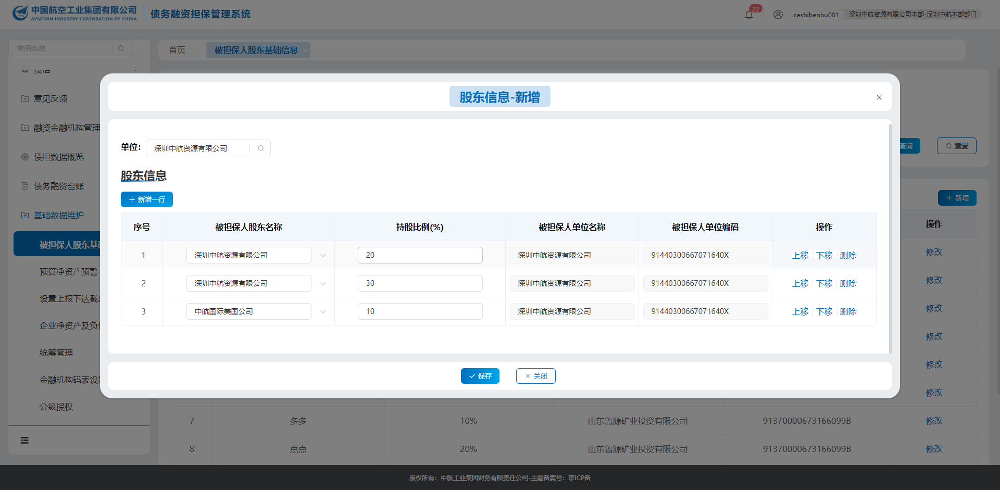 中国航空工业集团有限公司
AVIATION INDUSTRY CORPORATION OF CHINA
债务融资担保管理系统
22
ceshibenbu001
深圳中航资源有限公司本部-深圳中航本部部门
常用菜单
首页
被担保人股东基础信息
授信
意见反馈
融资金融机构管理
债担数据概览
债务融资台账
基础数据维护
被担保人股东基
预算净资产预警
设置上报下达截
企业净资产及负
统筹管理
金融机构码表设
分级授权
股东信息-新增
单位:
深圳中航资源有限公司
查询
重置
股东信息
新增一行
新增
序号 被担保人股东名称 持股比例(%) 被担保人单位名称 被担保人单位编码 操作
1 深圳中航资源有限公司 20 深圳中航资源有限公司 91440300667071640X 上移 下移 删除
2 深圳中航资源有限公司 30 深圳中航资源有限公司 91440300667071640X 上移 下移 删除
3 中航国际美国公司 10 深圳中航资源有限公司 91440300667071640X 上移 下移 删除
操作
修改
修改
修改
修改
修改
修改
保存
关闭
7 多多 10% 山东鲁源矿业投资有限公司 91370000673166099B 修改
8 点点 20% 山东鲁源矿业投资有限公司 91370000673166099B 修改
版权所有：中航工业集团财务有限责任公司-主题备案号：京ICP备